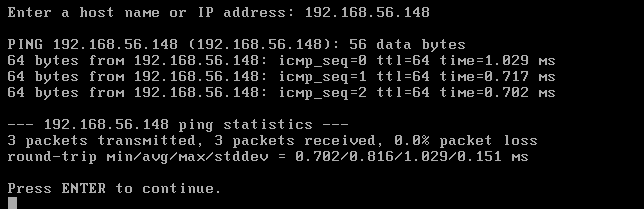 Enter a host name or IP address: 192.168.56.148
PING 192.168.56.148 (192.168.56.148): 56 data bytes
64 bytes from 192.168.56.148: icmp_seq=0 ttl=64 time=1.029 ms
64 bytes from 192.168.56.148: icmp_seq=1 ttl=64 time=0.717 ms
64 bytes from 192.168.56.148: icmp_seq=2 ttl=64 time=0.702 ms
--- 192.168.56.148 ping statistics ---
3 packets transmitted, 3 packets received, 0.0% packet loss
round-trip min/avg/max/stddev = 0.702/0.816/1.029/0.151 ms
Press ENTER to continue.